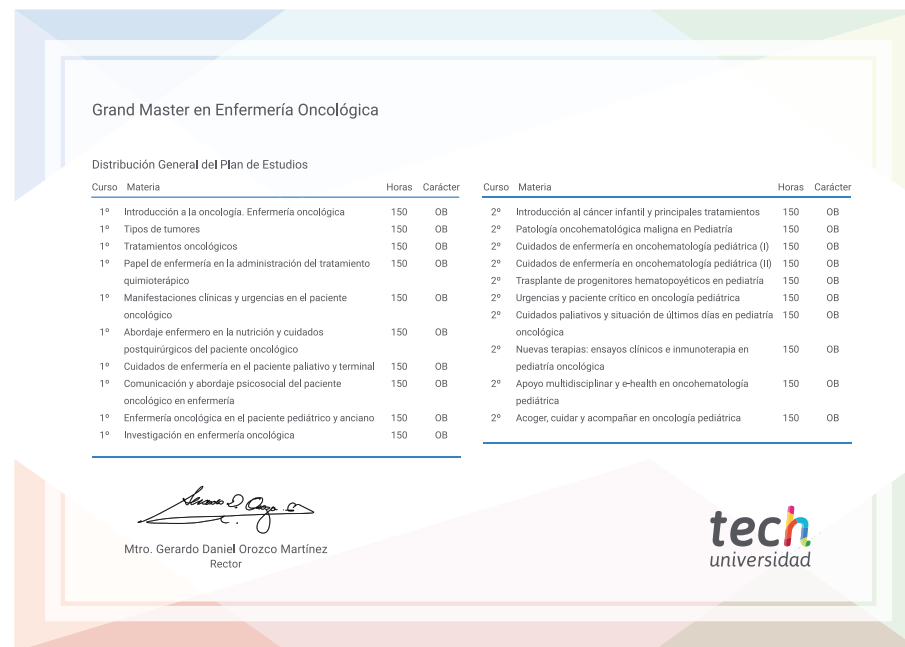 Grand Master en Enfermería Oncológica
Distribución General del Plan de Estudios
Curso Materia Horas Carácter
1º Introducción a la oncología. Enfermería oncológica 150 OB
1º Tipos de tumores 150 OB
1º Tratamientos oncológicos 150 OB
1º Papel de enfermería en la administración del tratamiento 150 OB
quimioterápico
1º Manifestaciones clínicas y urgencias en el paciente 150 OB
oncológico
1º Abordaje enfermero en la nutrición y cuidados 150 OB
postquirúrgicos del paciente oncológico
1º Cuidados de enfermería en el paciente paliativo y terminal 150 OB
1º Comunicación y abordaje psicosocial del paciente 150 OB
oncológico en enfermería
1º Enfermería oncológica en el paciente pediátrico y anciano 150 OB
1º Investigación en enfermería oncológica 150 OB
Curso Materia Horas Carácter
2º Introducción al cáncer infantil y principales tratamientos 150 OB
2º Patología oncohematológica maligna en Pediatría 150 OB
2º Cuidados de enfermería en oncohematología pediátrica (I) 150 OB
2º Cuidados de enfermería en oncohematología pediátrica (II) 150 OB
2º Trasplante de progenitores hematopoyéticos en pediatría 150 OB
2º Urgencias y paciente crítico en oncología pediátrica 150 OB
2º Cuidados paliativos y situación de últimos días en pediatría 150 OB
oncológica
2º Nuevas terapias: ensayos clínicos e inmunoterapia en 150 OB
pediatría oncológica
2º Apoyo multidisciplinar y e-health en oncohematología 150 OB
pediátrica
2º Acoger, cuidar y acompañar en oncología pediátrica 150 OB
Mtro. Gerardo Daniel Orozco Martínez
Rector
tech
universidad